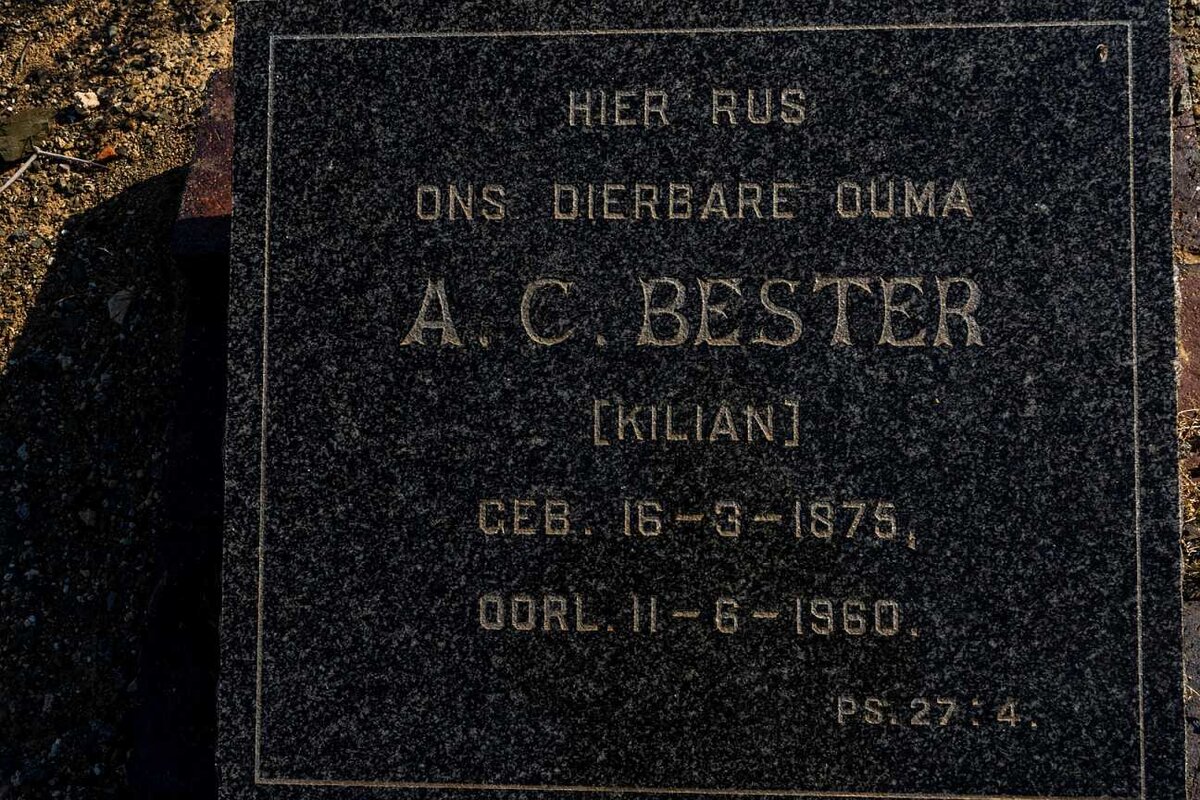 HIER RUS
ONS DIERBARE OUMA
A. C. BESTER
[KILIAN]
GEB. 16-3-1875,
OORL. 11-6-1960.
PS. 27:4.